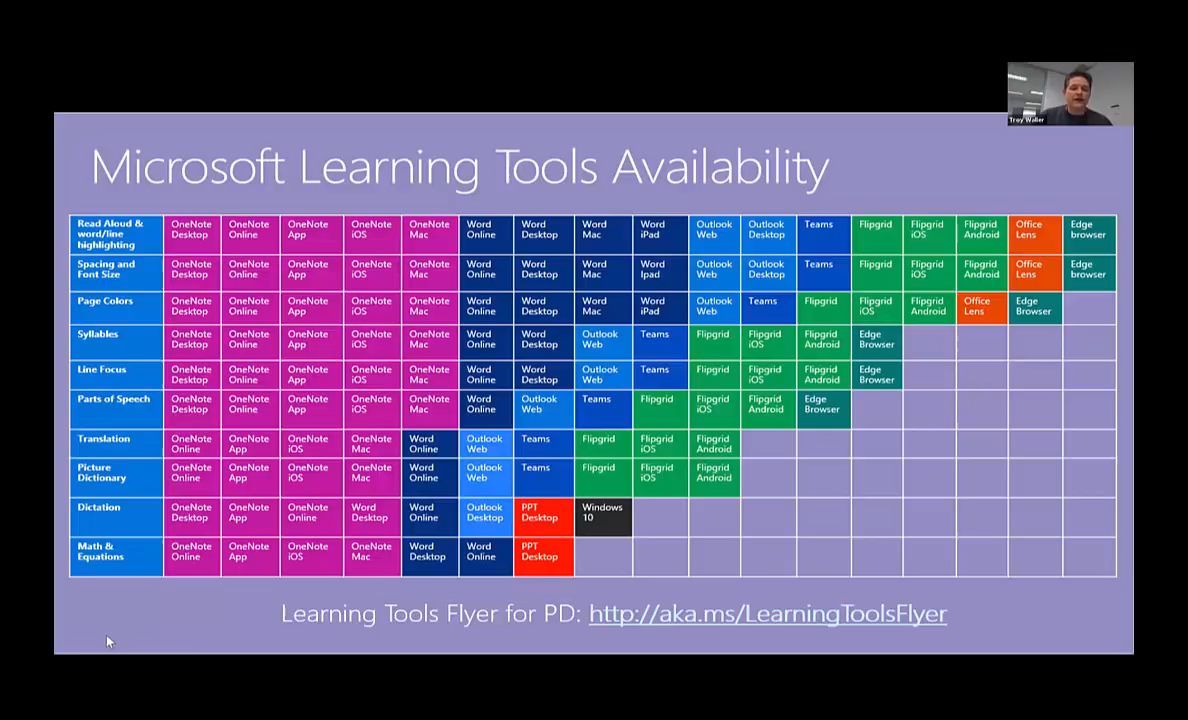 Troy Waller
Microsoft Learning Tools Availability
Read Aloud & word/line highlighting OneNote Desktop OneNote Online OneNote App OneNote iOS OneNote Mac Word Online Word Desktop Word Mac Word iPad Outlook Web Outlook Desktop Teams Flipgrid Flipgrid iOS Flipgrid Android Office Lens Edge browser
Spacing and Font Size OneNote Desktop OneNote Online OneNote App OneNote iOS OneNote Mac Word Online Word Desktop Word Mac Word Ipad Outlook Web Outlook Desktop Teams Flipgrid Flipgrid iOS Flipgrid Android Office Lens Edge browser
Page Colors OneNote Desktop OneNote Online OneNote App OneNote iOS OneNote Mac Word Online Word Desktop Word Mac Word iPad Outlook Web Teams Flipgrid Flipgrid iOS Flipgrid Android Office Lens Edge Browser
Syllables OneNote Desktop OneNote Online OneNote App OneNote iOS OneNote Mac Word Online Word Desktop Outlook Web Teams Flipgrid Flipgrid iOS Flipgrid Android Edge Browser
Line Focus OneNote Desktop OneNote Online OneNote App OneNote iOS OneNote Mac Word Online Word Desktop Outlook Web Teams Flipgrid Flipgrid iOS Flipgrid Android Edge Browser
Parts of Speech OneNote Desktop OneNote Online OneNote App OneNote iOS OneNote Mac Word Online Outlook Web Teams Flipgrid Flipgrid iOS Flipgrid Android Edge Browser
Translation OneNote Online OneNote App OneNote iOS OneNote Mac Word Online Outlook Web Teams Flipgrid Flipgrid iOS Flipgrid Android
Picture Dictionary OneNote Online OneNote App OneNote iOS OneNote Mac Word Online Outlook Web Teams Flipgrid Flipgrid iOS Flipgrid Android
Dictation OneNote Desktop OneNote App OneNote Online Word Desktop Word Online Outlook Desktop PPT Desktop Windows 10
Math & Equations OneNote Online OneNote App OneNote iOS OneNote Mac Word Desktop Word Online PPT Desktop
Learning Tools Flyer for PD: http://aka.ms/LearningToolsFlyer